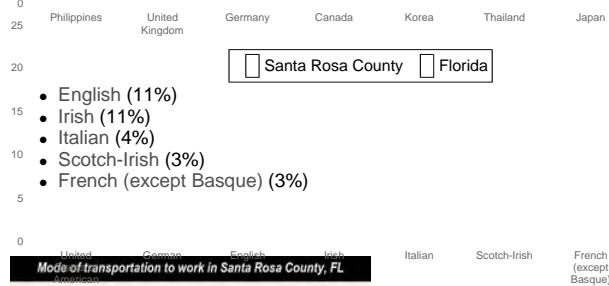 0
Philippines United Kingdom Germany Canada Korea Thailand Japan
25
Santa Rosa County Florida
20
English (11%)
15
Irish (11%)
Italian (4%)
10
Scotch-Irish (3%)
French (except Basque) (3%)
5
0
United German English Irish Italian Scotch-Irish French (except Basque)
American
Mode of transportation to work in Santa Rosa County, FL